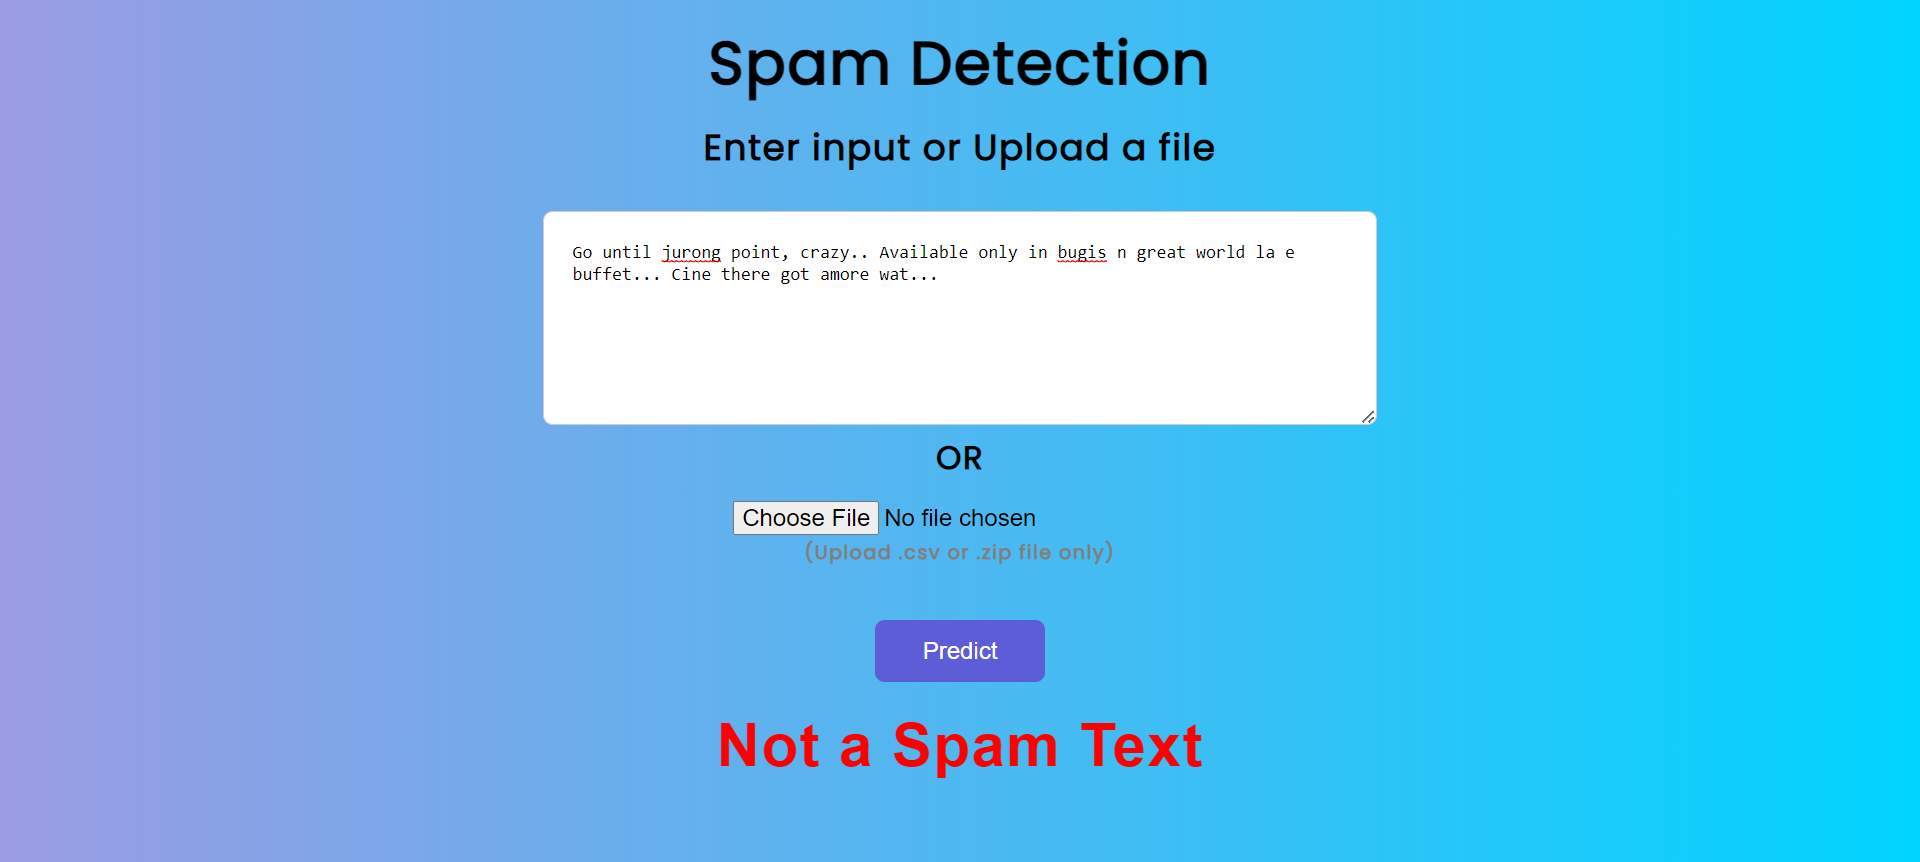 Spam Detection
Enter input or Upload a file
Go until jurong point, crazy.. Available only in bugis n great world la e
buffet... Cine there got amore wat...
OR
Choose File No file chosen
(Upload .csv or .zip file only)
Predict
Not a Spam Text